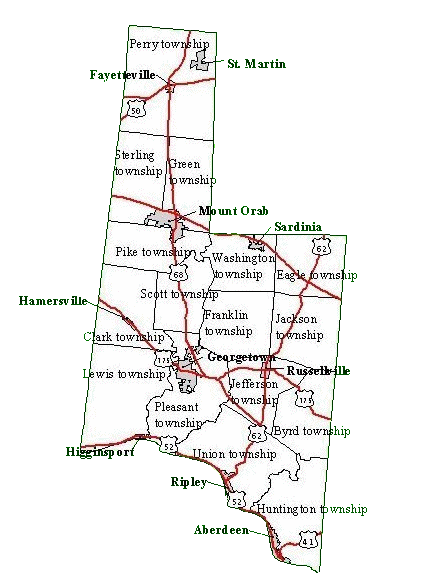 Perry township
St. Martin
Fayetteville
50
Sterling
township
Green
township
Mount Orab
Sardinia
Pike township
Washington
township
62
Eagle township
68
Scott township
Hamersville
Franklin
township
Jackson
township
Clark township
Georgetown
125
Russellville
Lewis township
Jefferson
township
125
Pleasant
township
Byrd township
62
Higginsport
52
Union township
Ripley
52
Huntington township
Aberdeen
41